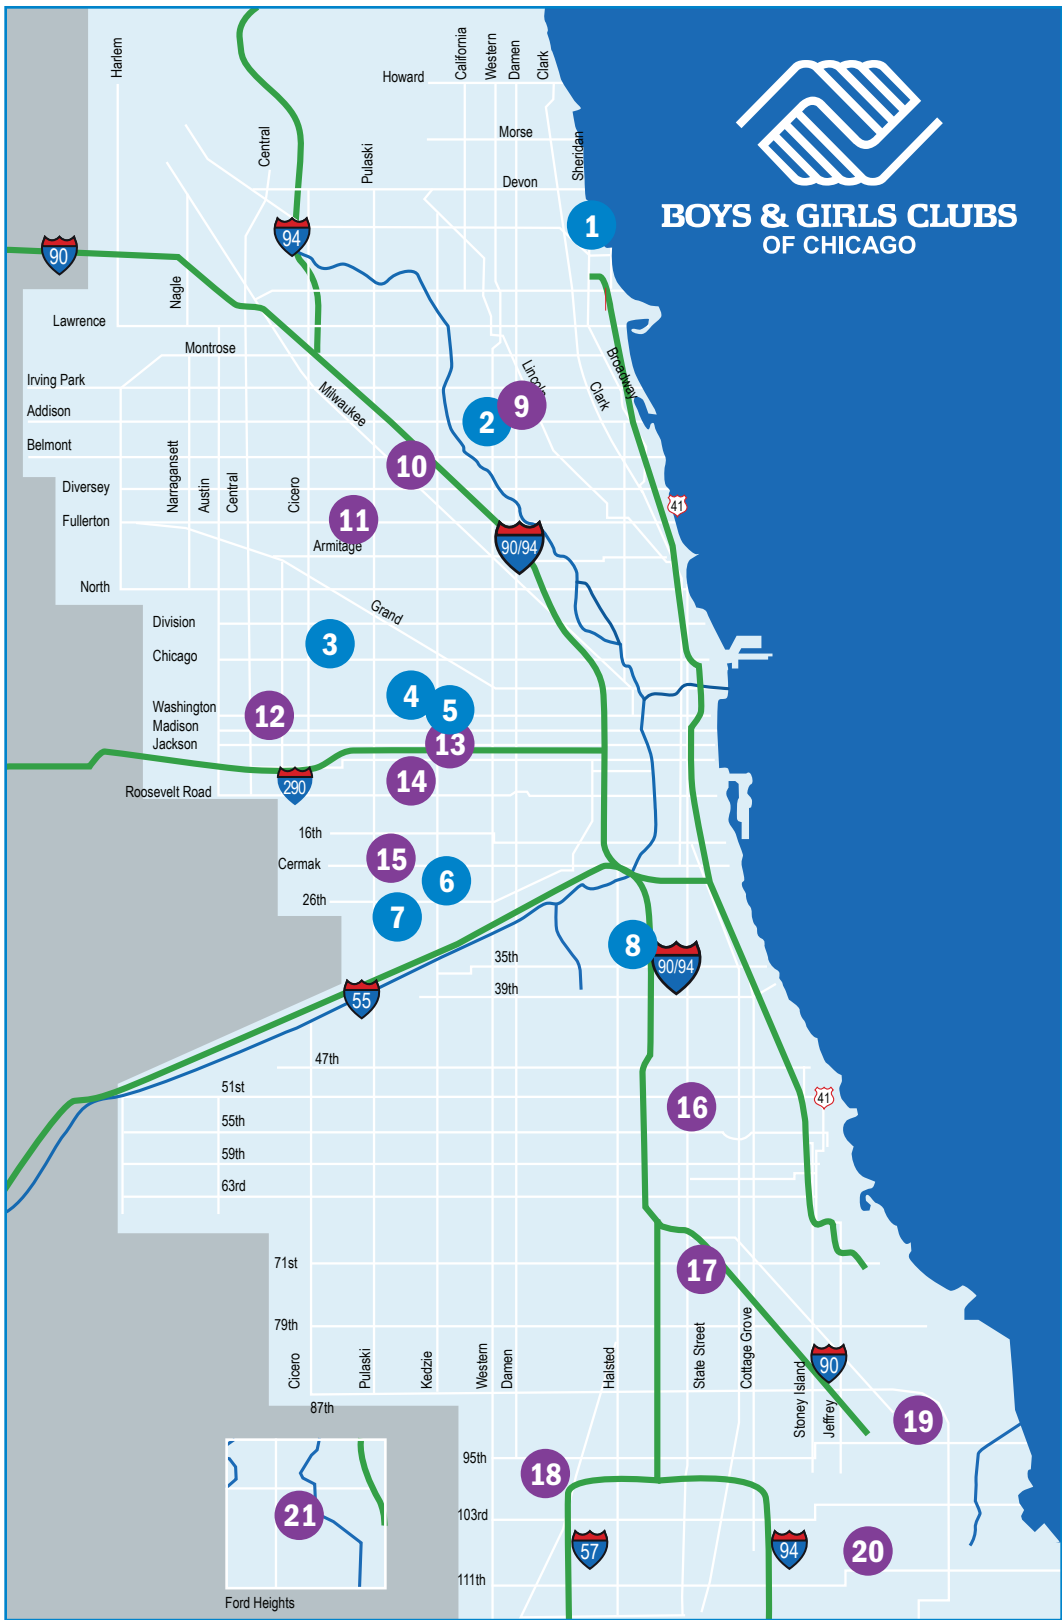 Harlem
California
Western
Damen
Clark
Howard
BOYS & GIRLS CLUBS
OF CHICAGO
Central
Pulaski
Morse
Sheridan
Devon
1
94
90
Nagle
Lawrence
Montrose
Broadway
Irving Park
Milwaukee
Lincoln
Clark
Addison
2
9
Belmont
10
Narragansett
Austin
Central
Cicero
Diversey
41
Fullerton
11
Armitage
90/94
North
Grand
Division
3
Chicago
4
5
Washington
12
Madison
Jackson
13
14
290
Roosevelt Road
16th
15
Cermak
6
26th
7
8
35th
90/94
39th
55
47th
51st
41
16
55th
59th
63rd
71st
17
79th
Cicero
Pulaski
Kedzie
Western
Damen
Halsted
State Street
Cottage Grove
Stoney Island
Jeffrey
90
87th
19
95th
18
103rd
21
57
94
20
111th
Ford Heights